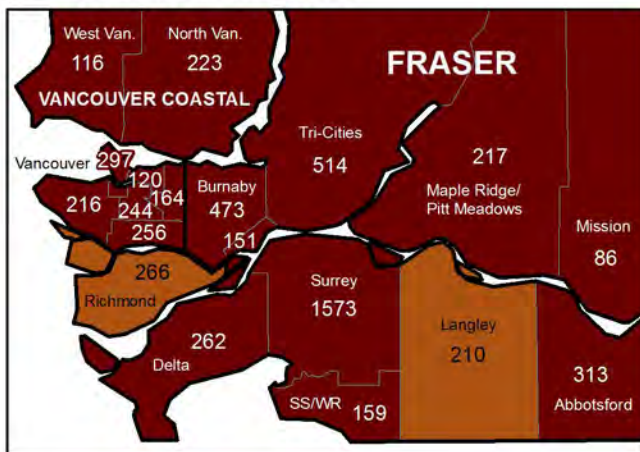 West Van.
116
North Van.
223
VANCOUVER COASTAL
FRASER
Tri-Cities
514
217
Maple Ridge/
Pitt Meadows
Mission
86
Vancouver
297
120
164
216
244
256
Burnaby
473
151
266
Richmond
Surrey
1573
Langley
210
262
Delta
SS/WR
159
313
Abbotsford